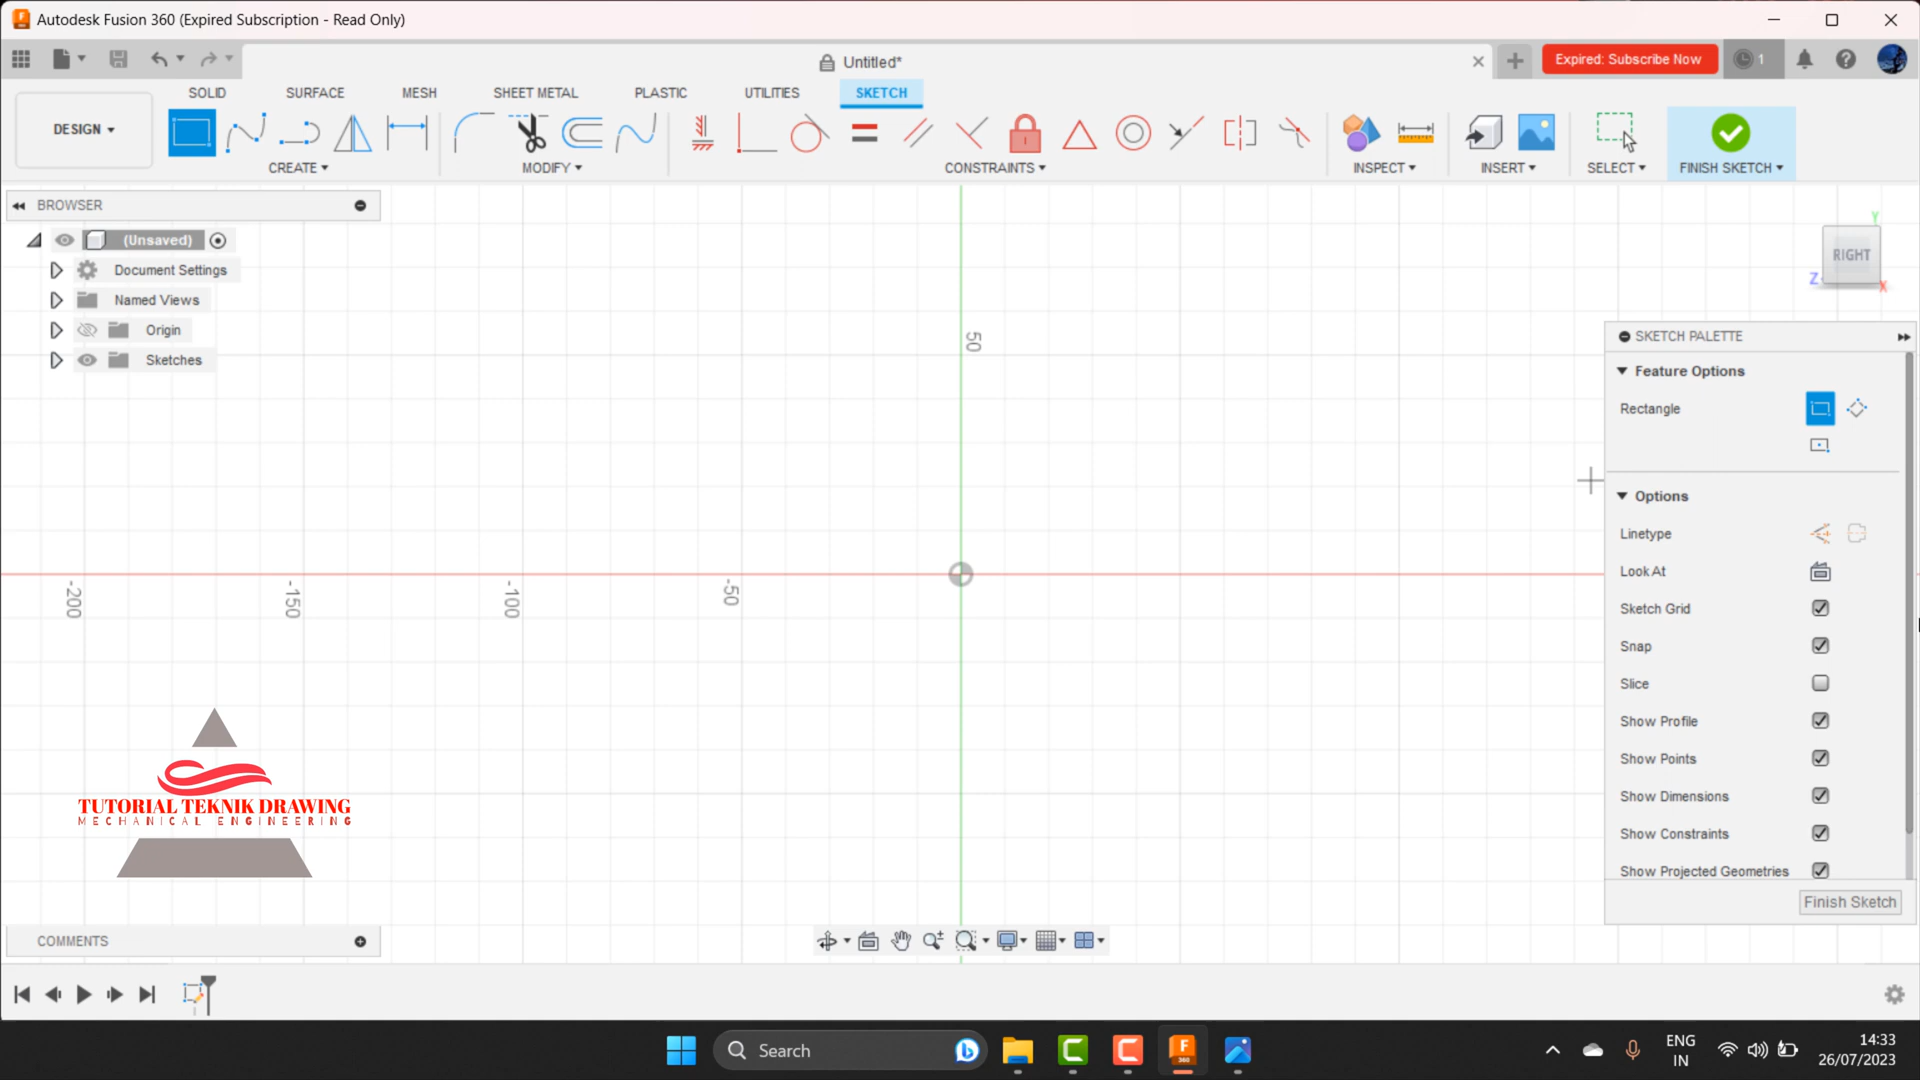 Autodesk Fusion 360 (Expired Subscription - Read Only)
Untitled*
Expired: Subscribe Now
1
SOLID
SURFACE
MESH
SHEET METAL
PLASTIC
UTILITIES
SKETCH
DESIGN
CREATE
MODIFY
CONSTRAINTS
INSPECT
INSERT
SELECT
FINISH SKETCH
BROWSER
(Unsaved)
Document Settings
Named Views
Origin
Sketches
Y
RIGHT
Z
X
50
-200
-150
-100
-50
SKETCH PALETTE
Feature Options
Rectangle
Options
Linetype
Look At
Sketch Grid
Snap
Slice
Show Profile
Show Points
Show Dimensions
Show Constraints
Show Projected Geometries
Finish Sketch
TUTORIAL TEKNIK DRAWING
MECHANICAL ENGINEERING
COMMENTS
Search
F
360
ENG
IN
14:33
26/07/2023